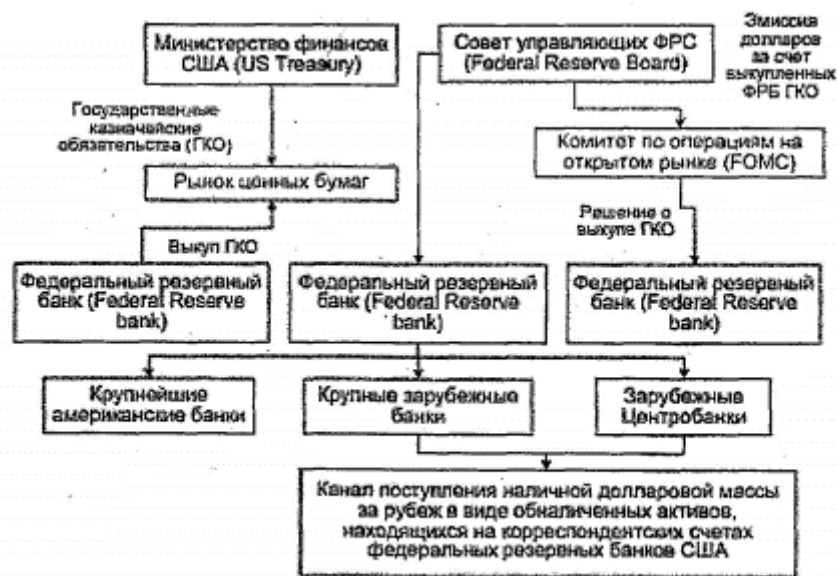 Министерство финансов
США (US Treasury)
Совет управляющих ФРС
(Federal Reserve Board)
Эмиссия
долларов
за счет
выкупленных
ФРБ ГКО
Государственные
казначайские
обязательства (ГКО)
Рынок ценных бумаг
Комитет по операциям на
открытом рынке (FOMC)
Выкуп ГКО
Решение о
выкупе ГКО
Федеральный резервный
банк (Federal Reserve
bank)
Федеральный резервный
банк (Federal Reserve
bank)
Федеральный резервный
банк (Federal Reserve
bank)
Крупнейшие
американские банки
Крупные зарубежные
банки
Зарубежные
Центробанки
Канал поступления наличной долларовой массы
за рубеж в виде обналиченных активов,
находящихся на корреспондентских счетах
федеральных резервных банков США